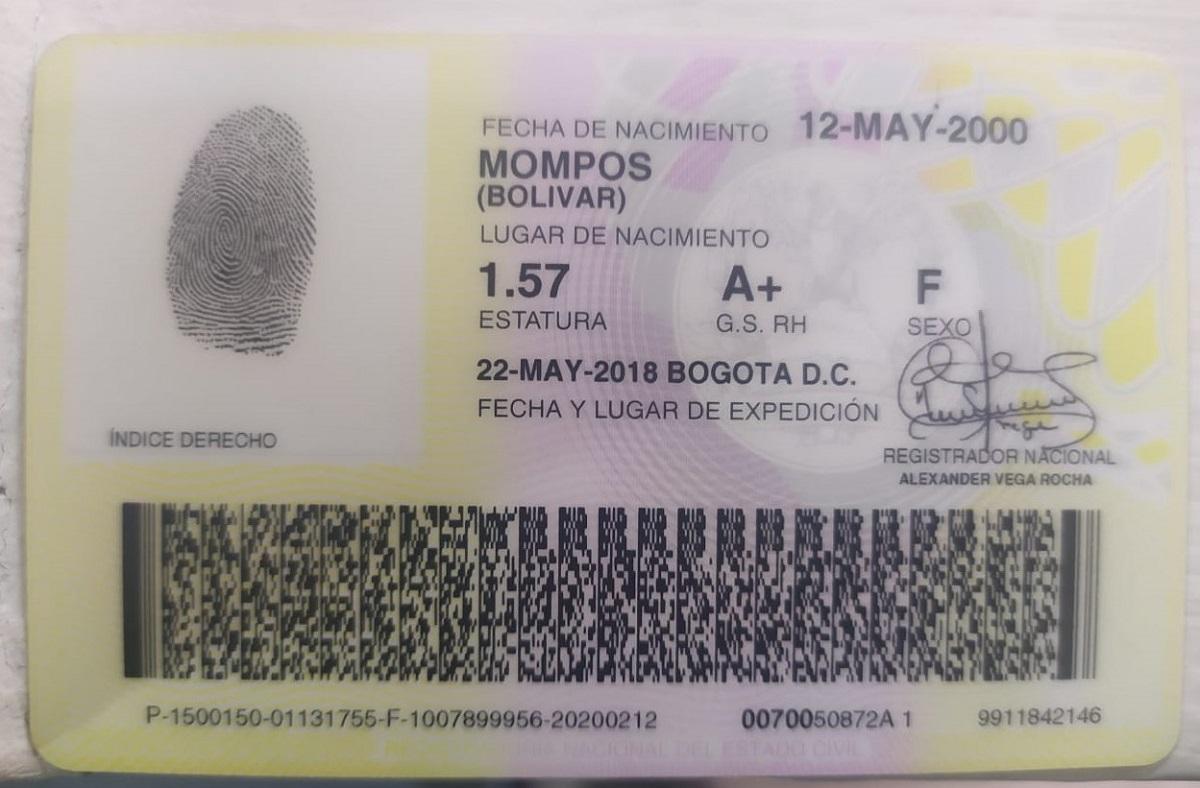 FECHA DE NACIMIENTO 12-MAY-2000
MOMPOS
(BOLIVAR)
LUGAR DE NACIMIENTO
1.57 A+ F
ESTATURA G.S. RH SEXO
22-MAY-2018 BOGOTA D.C.
FECHA Y LUGAR DE EXPEDICIÓN
ÍNDICE DERECHO
REGISTRADOR NACIONAL
ALEXANDER VEGA ROCHA
P-1500150-01131755-F-1007899956-20200212 0070050872A 1 9911842146
NACIONAL DEL ESTADO CIVIL